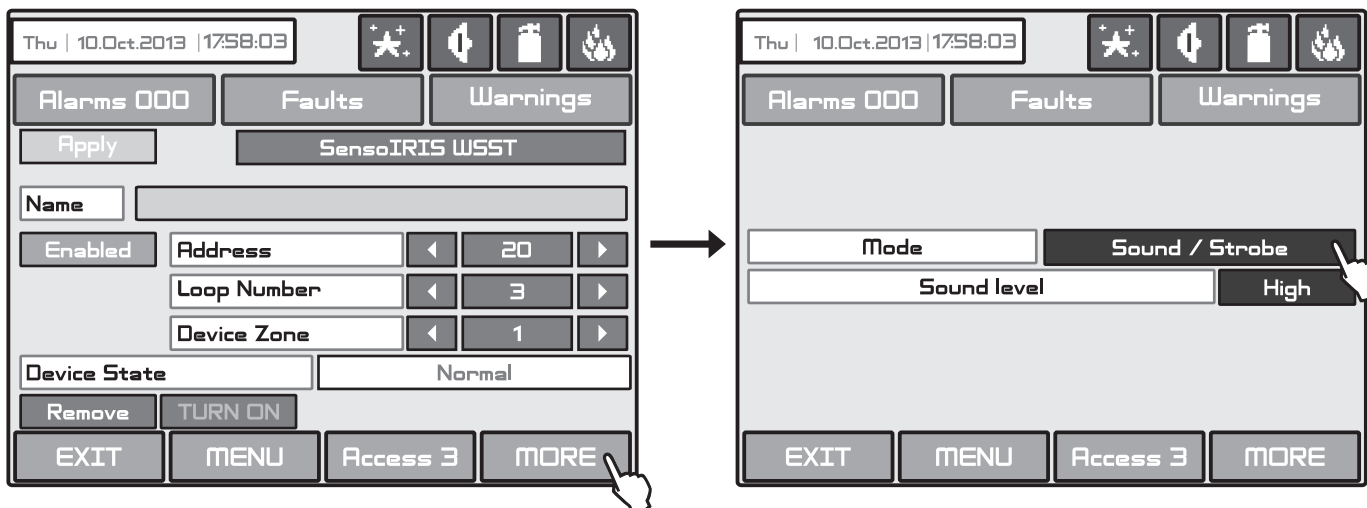 Thu | 10.Oct.2013 | 17:58:03
Alarms 000 Faults Warnings
Apply SensoIRIS WSST
Name
Enabled Address 20
Loop Number 3
Device Zone 1
Device State Normal
Remove TURN ON
EXIT MENU Access 3 MORE
Thu | 10.Oct.2013 | 17:58:03
Alarms 000 Faults Warnings
Mode Sound / Strobe
Sound level High
EXIT MENU Access 3 MORE